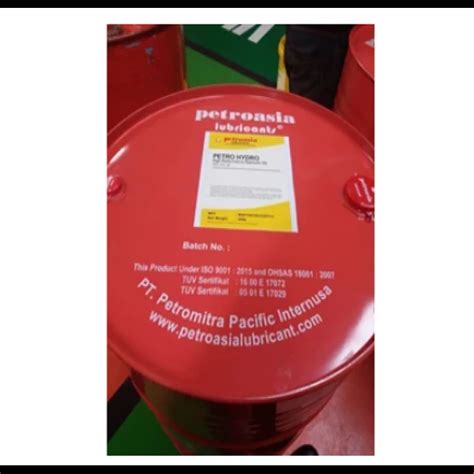 petroasia
lubricants®
petroasia
PETRO HYDRO
Batch No. :
This Product Under ISO 9001 : 2015 and OHSAS 18001 : 2007
TUV Sertifikat : 16 00 E 17072
TUV Sertifikat : 05 01 E 17029
PT. Petromitra Pacific Internusa
www.petroasialubricant.com